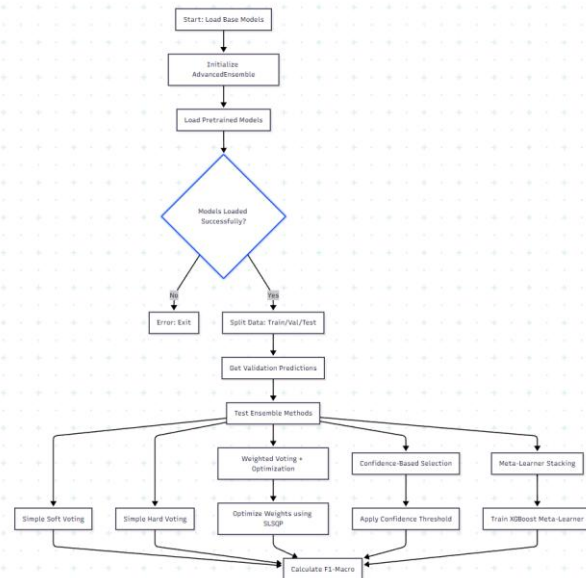 Start: Load Base Models
Initialize
AdvancedEnsemble
Load Pretrained Models
Models Loaded
Successfully?
No
Yes
Error: Exit
Split Data: Train/Val/Test
Get Validation Predictions
Test Ensemble Methods
Weighted Voting +
Optimization
Confidence-Based Selection
Meta-Learner Stacking
Simple Soft Voting
Simple Hard Voting
Optimize Weights using
SLSQP
Apply Confidence Threshold
Train XGBoost Meta-Learner
Calculate F1-Macro